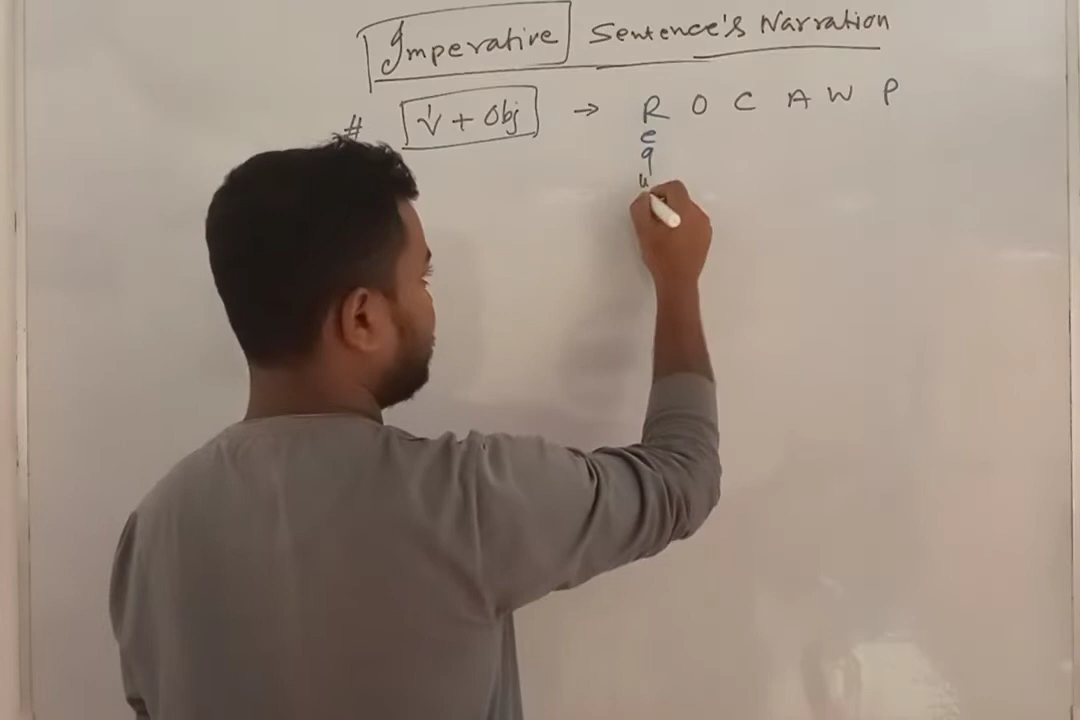 Imperative Sentence's Narration
# V + Obj → R O C A W P
e
q
u